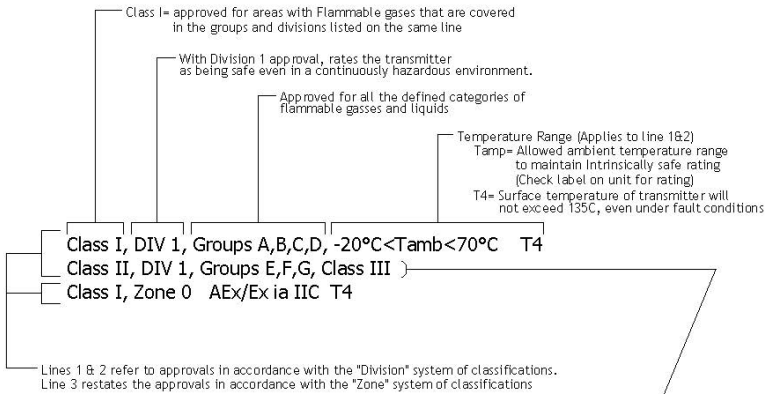 Class I= approved for areas with Flammable gases that are covered
in the groups and divisions listed on the same line
With Division 1 approval, rates the transmitter
as being safe even in a continuously hazardous environment.
Approved for all the defined categories of
flammable gasses and liquids
Temperature Range (Applies to line 1&2)
Tamp= Allowed ambient temperature range
to maintain Intrinsically safe rating
(Check label on unit for rating)
T4= Surface temperature of transmitter will
not exceed 135C, even under fault conditions
Class I, DIV 1, Groups A,B,C,D, -20°C<Tamb<70°C T4
Class II, DIV 1, Groups E,F,G, Class III
Class I, Zone 0 AEx/Ex ia IIC T4
Lines 1 & 2 refer to approvals in accordance with the "Division" system of classifications.
Line 3 restates the approvals in accordance with the "Zone" system of classifications